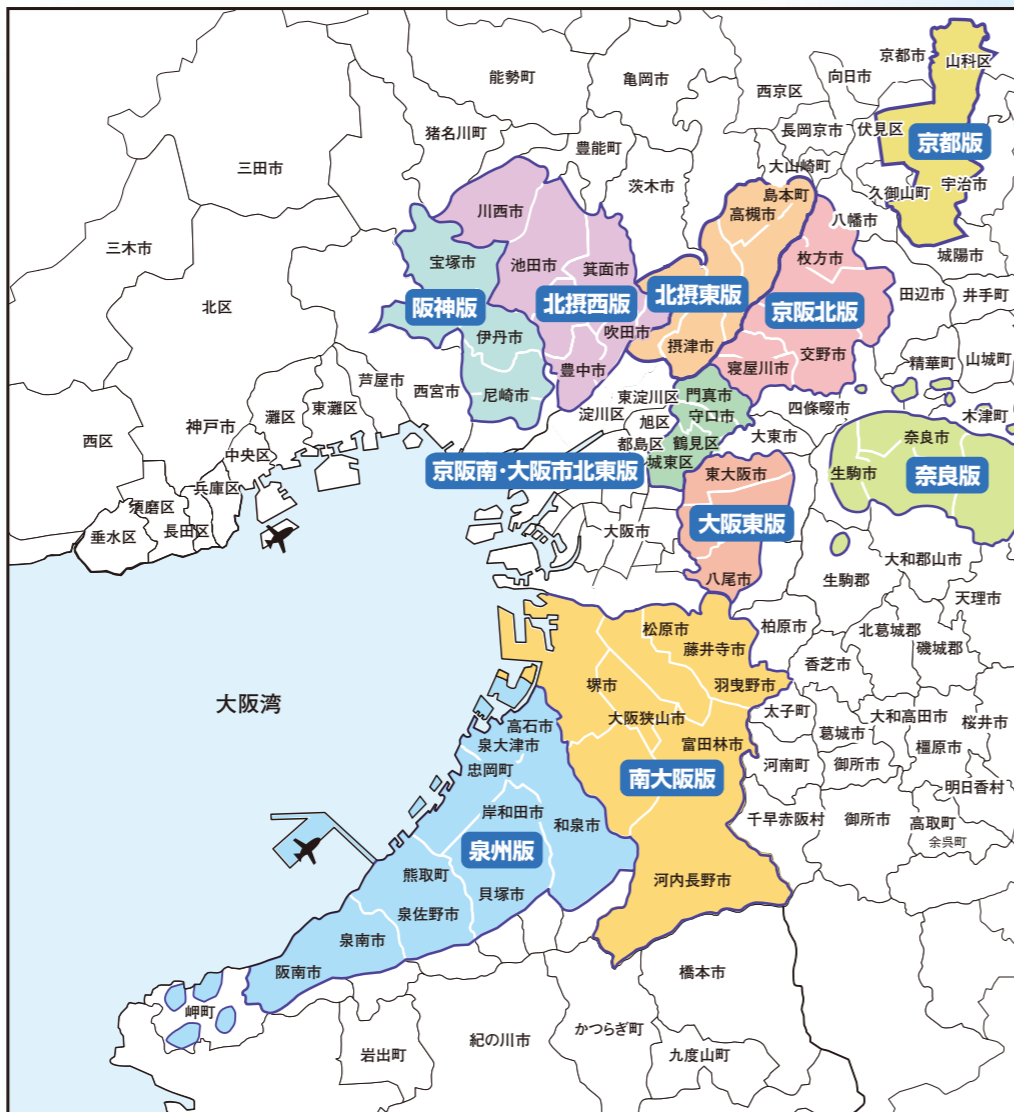 京都市
山科区
能勢町
亀岡市
向日市
西京区
長岡京市
伏見区
京都版
猪名川町
豊能町
大山崎町
三田市
茨木市
島本町
久御山町
宇治市
川西市
高槻市
八幡市
三木市
宝塚市
池田市
箕面市
枚方市
城陽市
北区
阪神版
北摂西版
北摂東版
京阪北版
田辺市
井手町
伊丹市
吹田市
摂津市
交野市
精華町
山城町
芦屋市
西宮市
尼崎市
豊中市
寝屋川市
東淀川区
門真市
四條畷市
木津町
西区
神戸市
灘区
東灘区
淀川区
旭区
守口市
都島区
鶴見区
大東市
奈良市
中央区
城東区
京阪南・大阪市北東版
東大阪市
生駒市
奈良版
兵庫区
須磨区
長田区
垂水区
大阪市
大阪東版
八尾市
生駒郡
大和郡山市
天理市
松原市
柏原市
北葛城郡
藤井寺市
磯城郡
香芝市
堺市
羽曳野市
大阪湾
大阪狭山市
太子町
大和高田市
桜井市
高石市
葛城市
泉大津市
富田林市
橿原市
忠岡町
南大阪版
河南町
御所市
明日香村
岸和田市
和泉市
千早赤阪村
御所市
高取町
余呉町
泉州版
熊取町
貝塚市
河内長野市
泉佐野市
泉南市
阪南市
橋本市
岬町
かつらぎ町
紀の川市
岩出町
九度山町